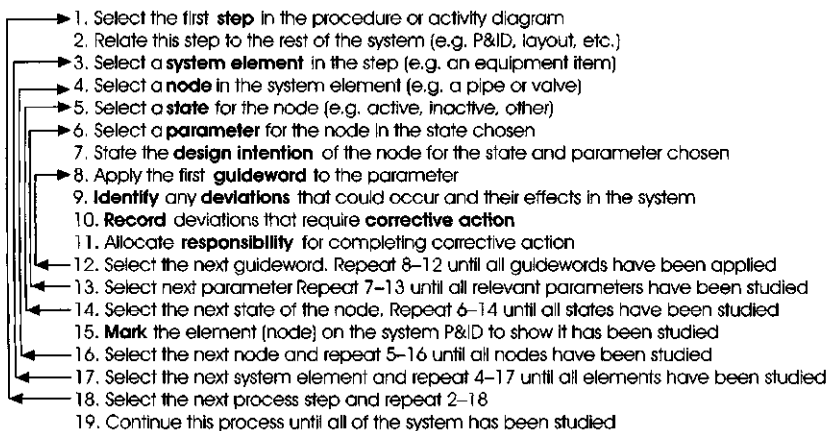 1. Select the first step in the procedure or activity diagram
2. Relate this step to the rest of the system (e.g. P&ID, layout, etc.)
3. Select a system element in the step (e.g. an equipment item)
4. Select a node in the system element (e.g. a pipe or valve)
5. Select a state for the node (e.g. active, inactive, other)
6. Select a parameter for the node in the state chosen
7. State the design intention of the node for the state and parameter chosen
8. Apply the first guideword to the parameter
9. Identify any deviations that could occur and their effects in the system
10. Record deviations that require corrective action
11. Allocate responsibility for completing corrective action
12. Select the next guideword. Repeat 8–12 until all guidewords have been applied
13. Select next parameter Repeat 7–13 until all relevant parameters have been studied
14. Select the next state of the node. Repeat 6–14 until all states have been studied
15. Mark the element (node) on the system P&ID to show it has been studied
16. Select the next node and repeat 5–16 until all nodes have been studied
17. Select the next system element and repeat 4–17 until all elements have been studied
18. Select the next process step and repeat 2–18
19. Continue this process until all of the system has been studied